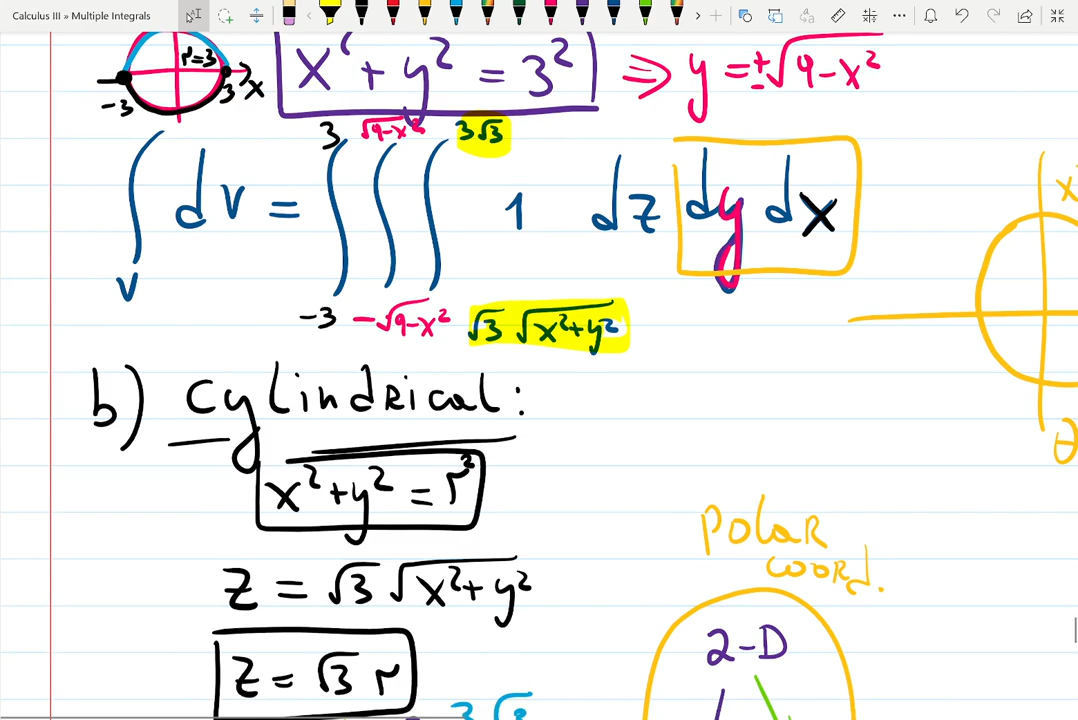 Calculus III » Multiple Integrals
r=3
-3
3
x
x² + y² = 3² ⇒ y = ±√(9-x²)
3 √(9-x²) 3√3
∫ dv = ∫∫∫ 1 dz dy dx
v
-3 -√(9-x²) √3 √(x²+y²)
x
θ
b) Cylindrical:
x²+y² = r²
z = √3 √(x²+y²)
z = √3 r
Polar
coord.
2-D